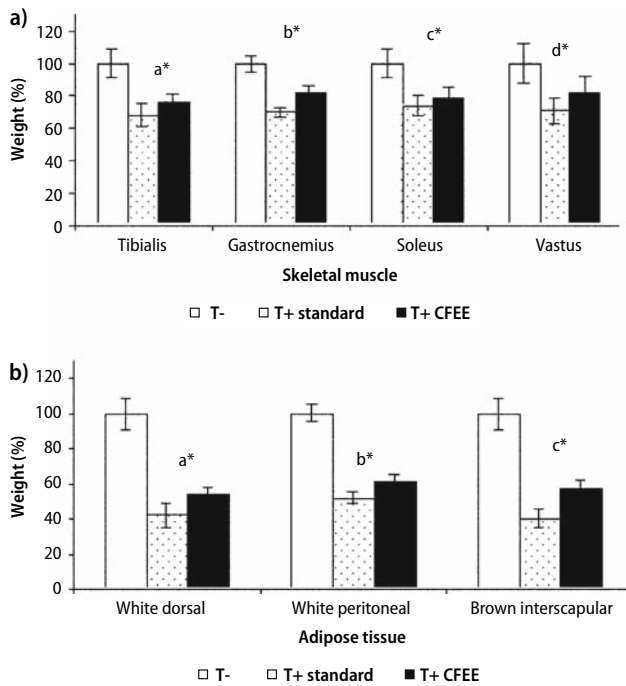 a)
120
100
80
60
40
20
0
Weight (%)
a*
b*
c*
d*
Tibialis Gastrocnemius Soleus Vastus
Skeletal muscle
T- T+ standard T+ CFEE
b)
120
100
80
60
40
20
0
Weight (%)
a*
b*
c*
White dorsal White peritoneal Brown interscapular
Adipose tissue
T- T+ standard T+ CFEE